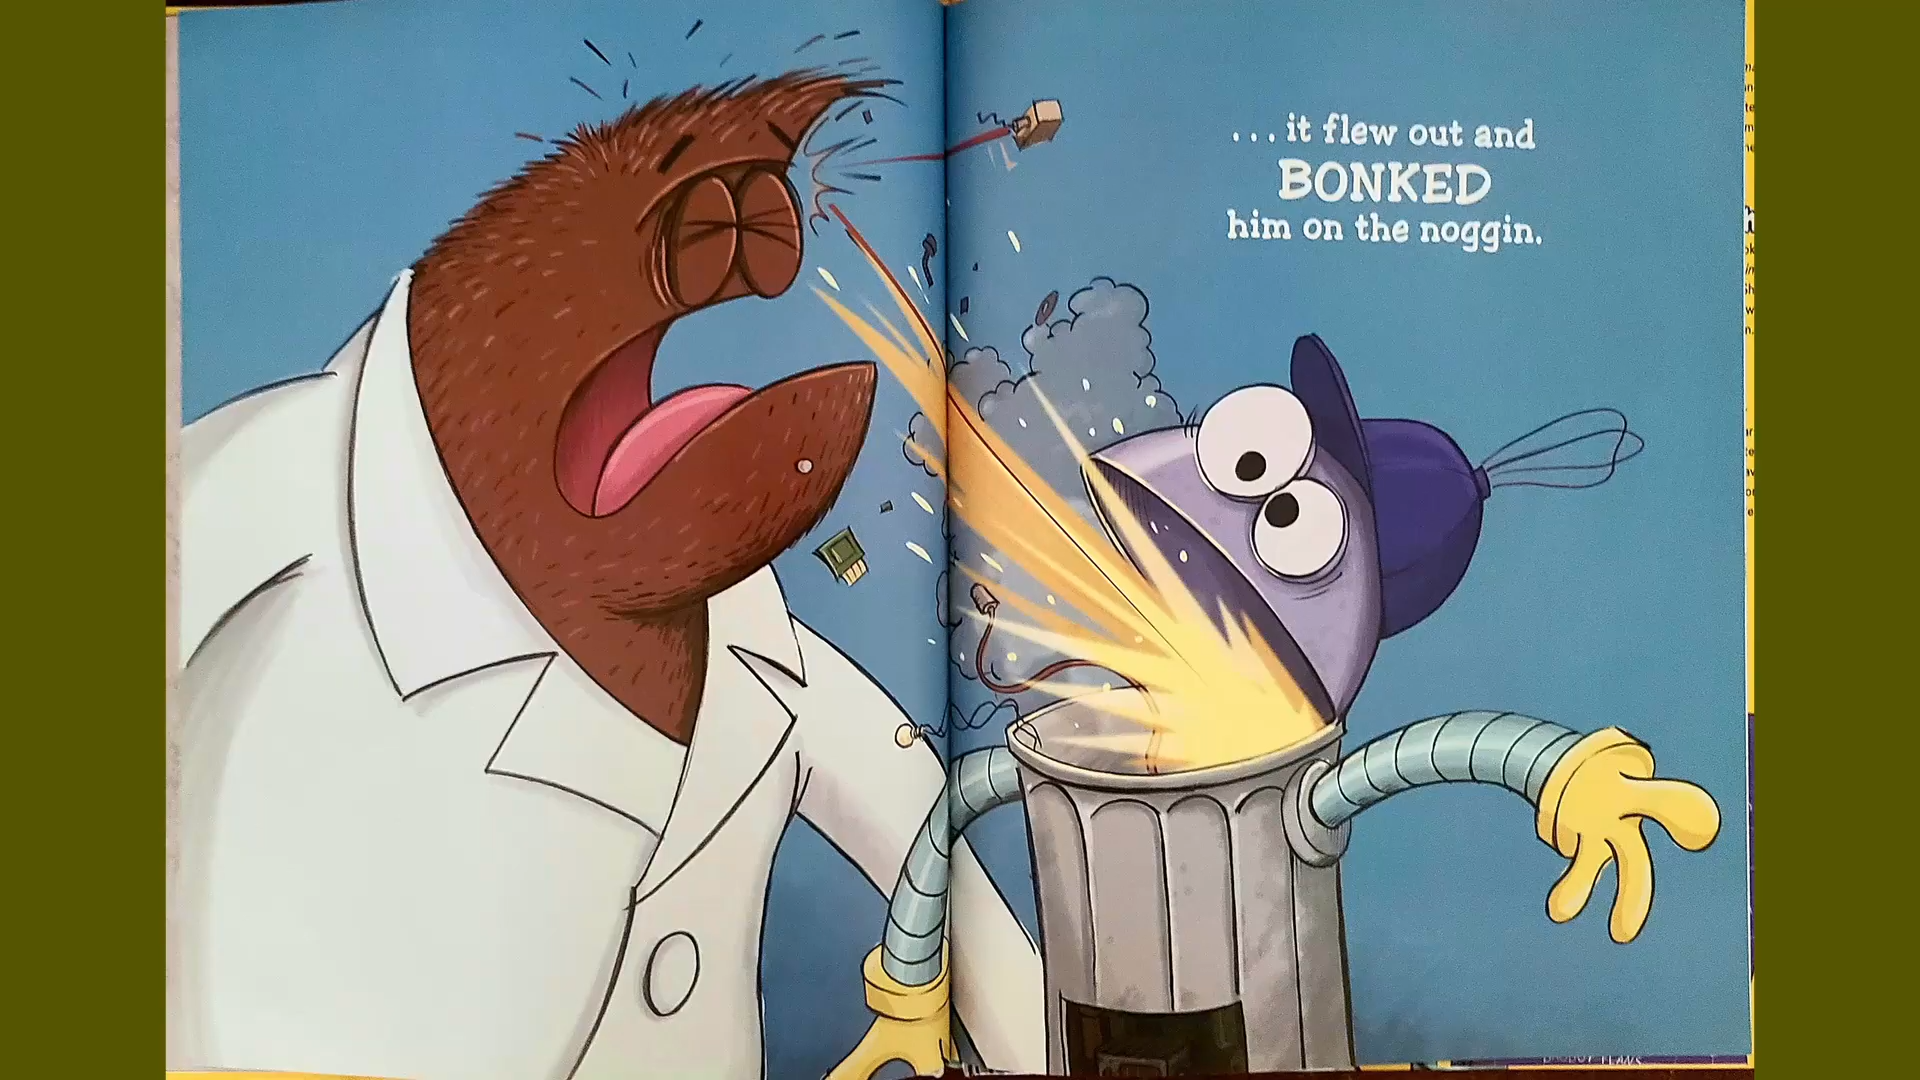 . . . it flew out and
BONKED
him on the noggin.